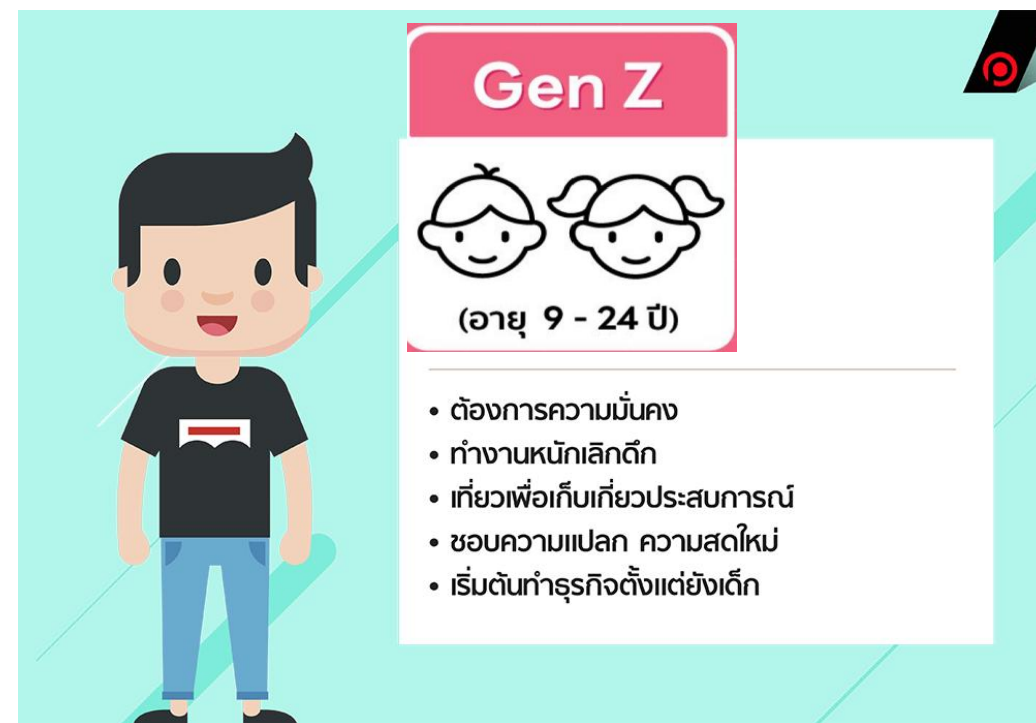 Gen Z
(อายุ 9 - 24 ปี)
• ต้องการความมั่นคง
• ทำงานหนักเลิกดึก
• เที่ยวเพื่อเก็บเกี่ยวประสบการณ์
• ชอบความแปลก ความสดใหม่
• เริ่มต้นทำธุรกิจตั้งแต่ยังเด็ก